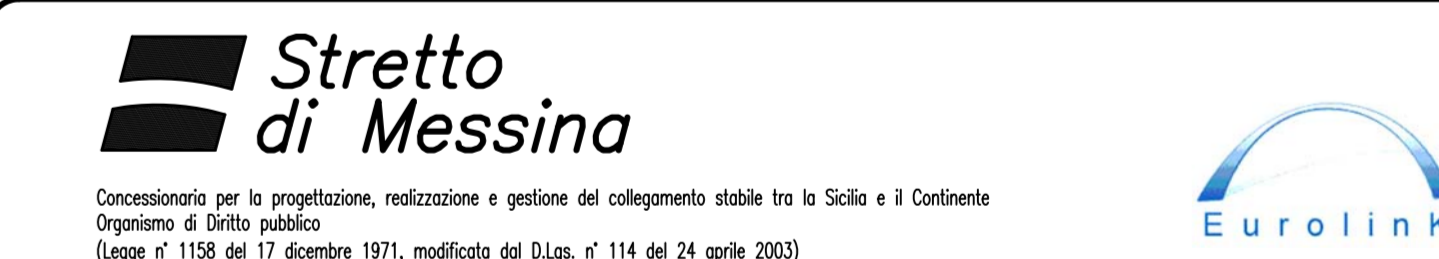 Stretto
di Messina
Concessionaria per la progettazione, realizzazione e gestione del collegamento stabile tra la Sicilia e il Continente
Organismo di Diritto pubblico
(Legge n° 1158 del 17 dicembre 1971, modificata dal D.Lgs. n° 114 del 24 aprile 2003)
Eurolink